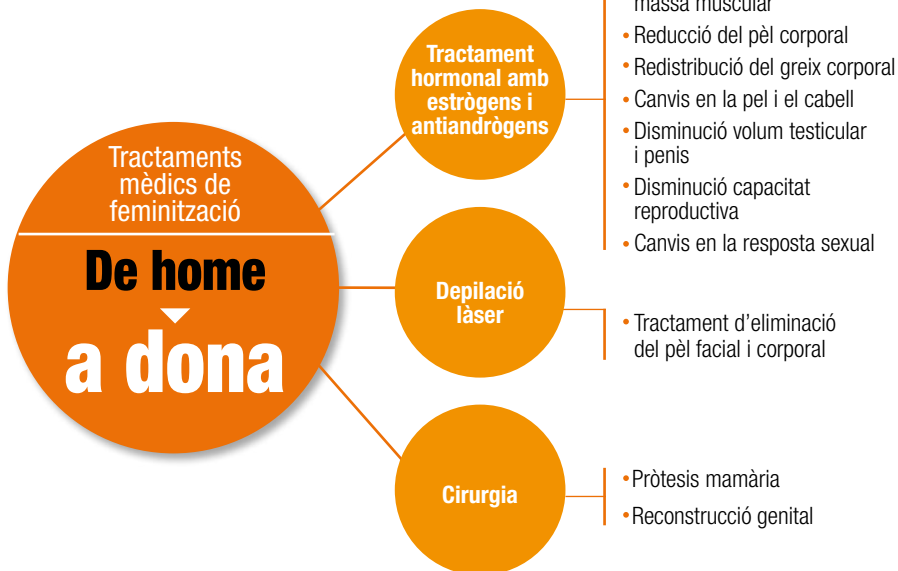 Tractaments
mèdics de
feminització
De home
a dona
Tractament
hormonal amb
estrògens i
antiandrògens
massa muscular
• Reducció del pèl corporal
• Redistribució del greix corporal
• Canvis en la pel i el cabell
• Disminució volum testicular
i penis
• Disminució capacitat
reproductiva
• Canvis en la resposta sexual
Depilació
làser
• Tractament d’eliminació
del pèl facial i corporal
Cirurgia
• Pròtesis mamària
• Reconstrucció genital